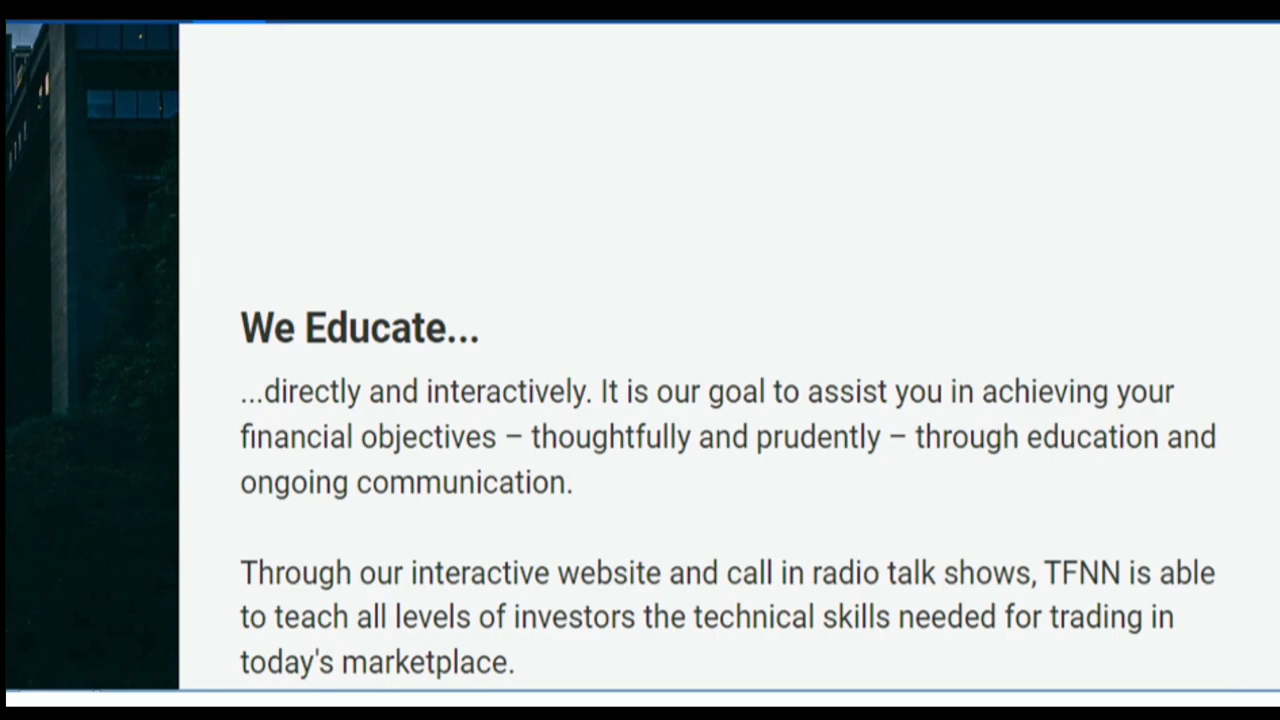 We Educate...
...directly and interactively. It is our goal to assist you in achieving your
financial objectives – thoughtfully and prudently – through education and
ongoing communication.
Through our interactive website and call in radio talk shows, TFNN is able
to teach all levels of investors the technical skills needed for trading in
today's marketplace.